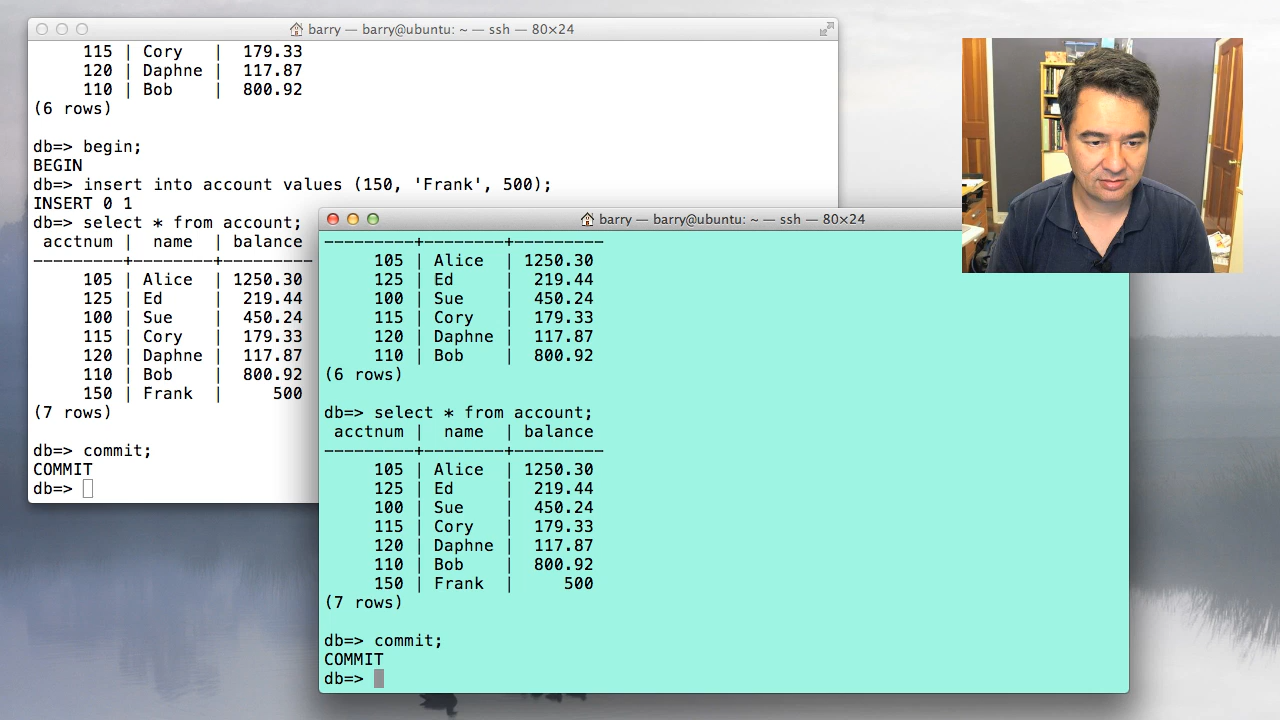 barry — barry@ubuntu: ~ — ssh — 80×24
115 | Cory | 179.33
120 | Daphne | 117.87
110 | Bob | 800.92
(6 rows)
db=> begin;
BEGIN
db=> insert into account values (150, 'Frank', 500);
INSERT 0 1
db=> select * from account;
acctnum | name | balance
---------+--------+---------
105 | Alice | 1250.30
125 | Ed | 219.44
100 | Sue | 450.24
115 | Cory | 179.33
120 | Daphne | 117.87
110 | Bob | 800.92
150 | Frank | 500
(7 rows)
db=> commit;
COMMIT
db=>
barry — barry@ubuntu: ~ — ssh — 80×24
---------+--------+---------
105 | Alice | 1250.30
125 | Ed | 219.44
100 | Sue | 450.24
115 | Cory | 179.33
120 | Daphne | 117.87
110 | Bob | 800.92
(6 rows)
db=> select * from account;
acctnum | name | balance
---------+--------+---------
105 | Alice | 1250.30
125 | Ed | 219.44
100 | Sue | 450.24
115 | Cory | 179.33
120 | Daphne | 117.87
110 | Bob | 800.92
150 | Frank | 500
(7 rows)
db=> commit;
COMMIT
db=>